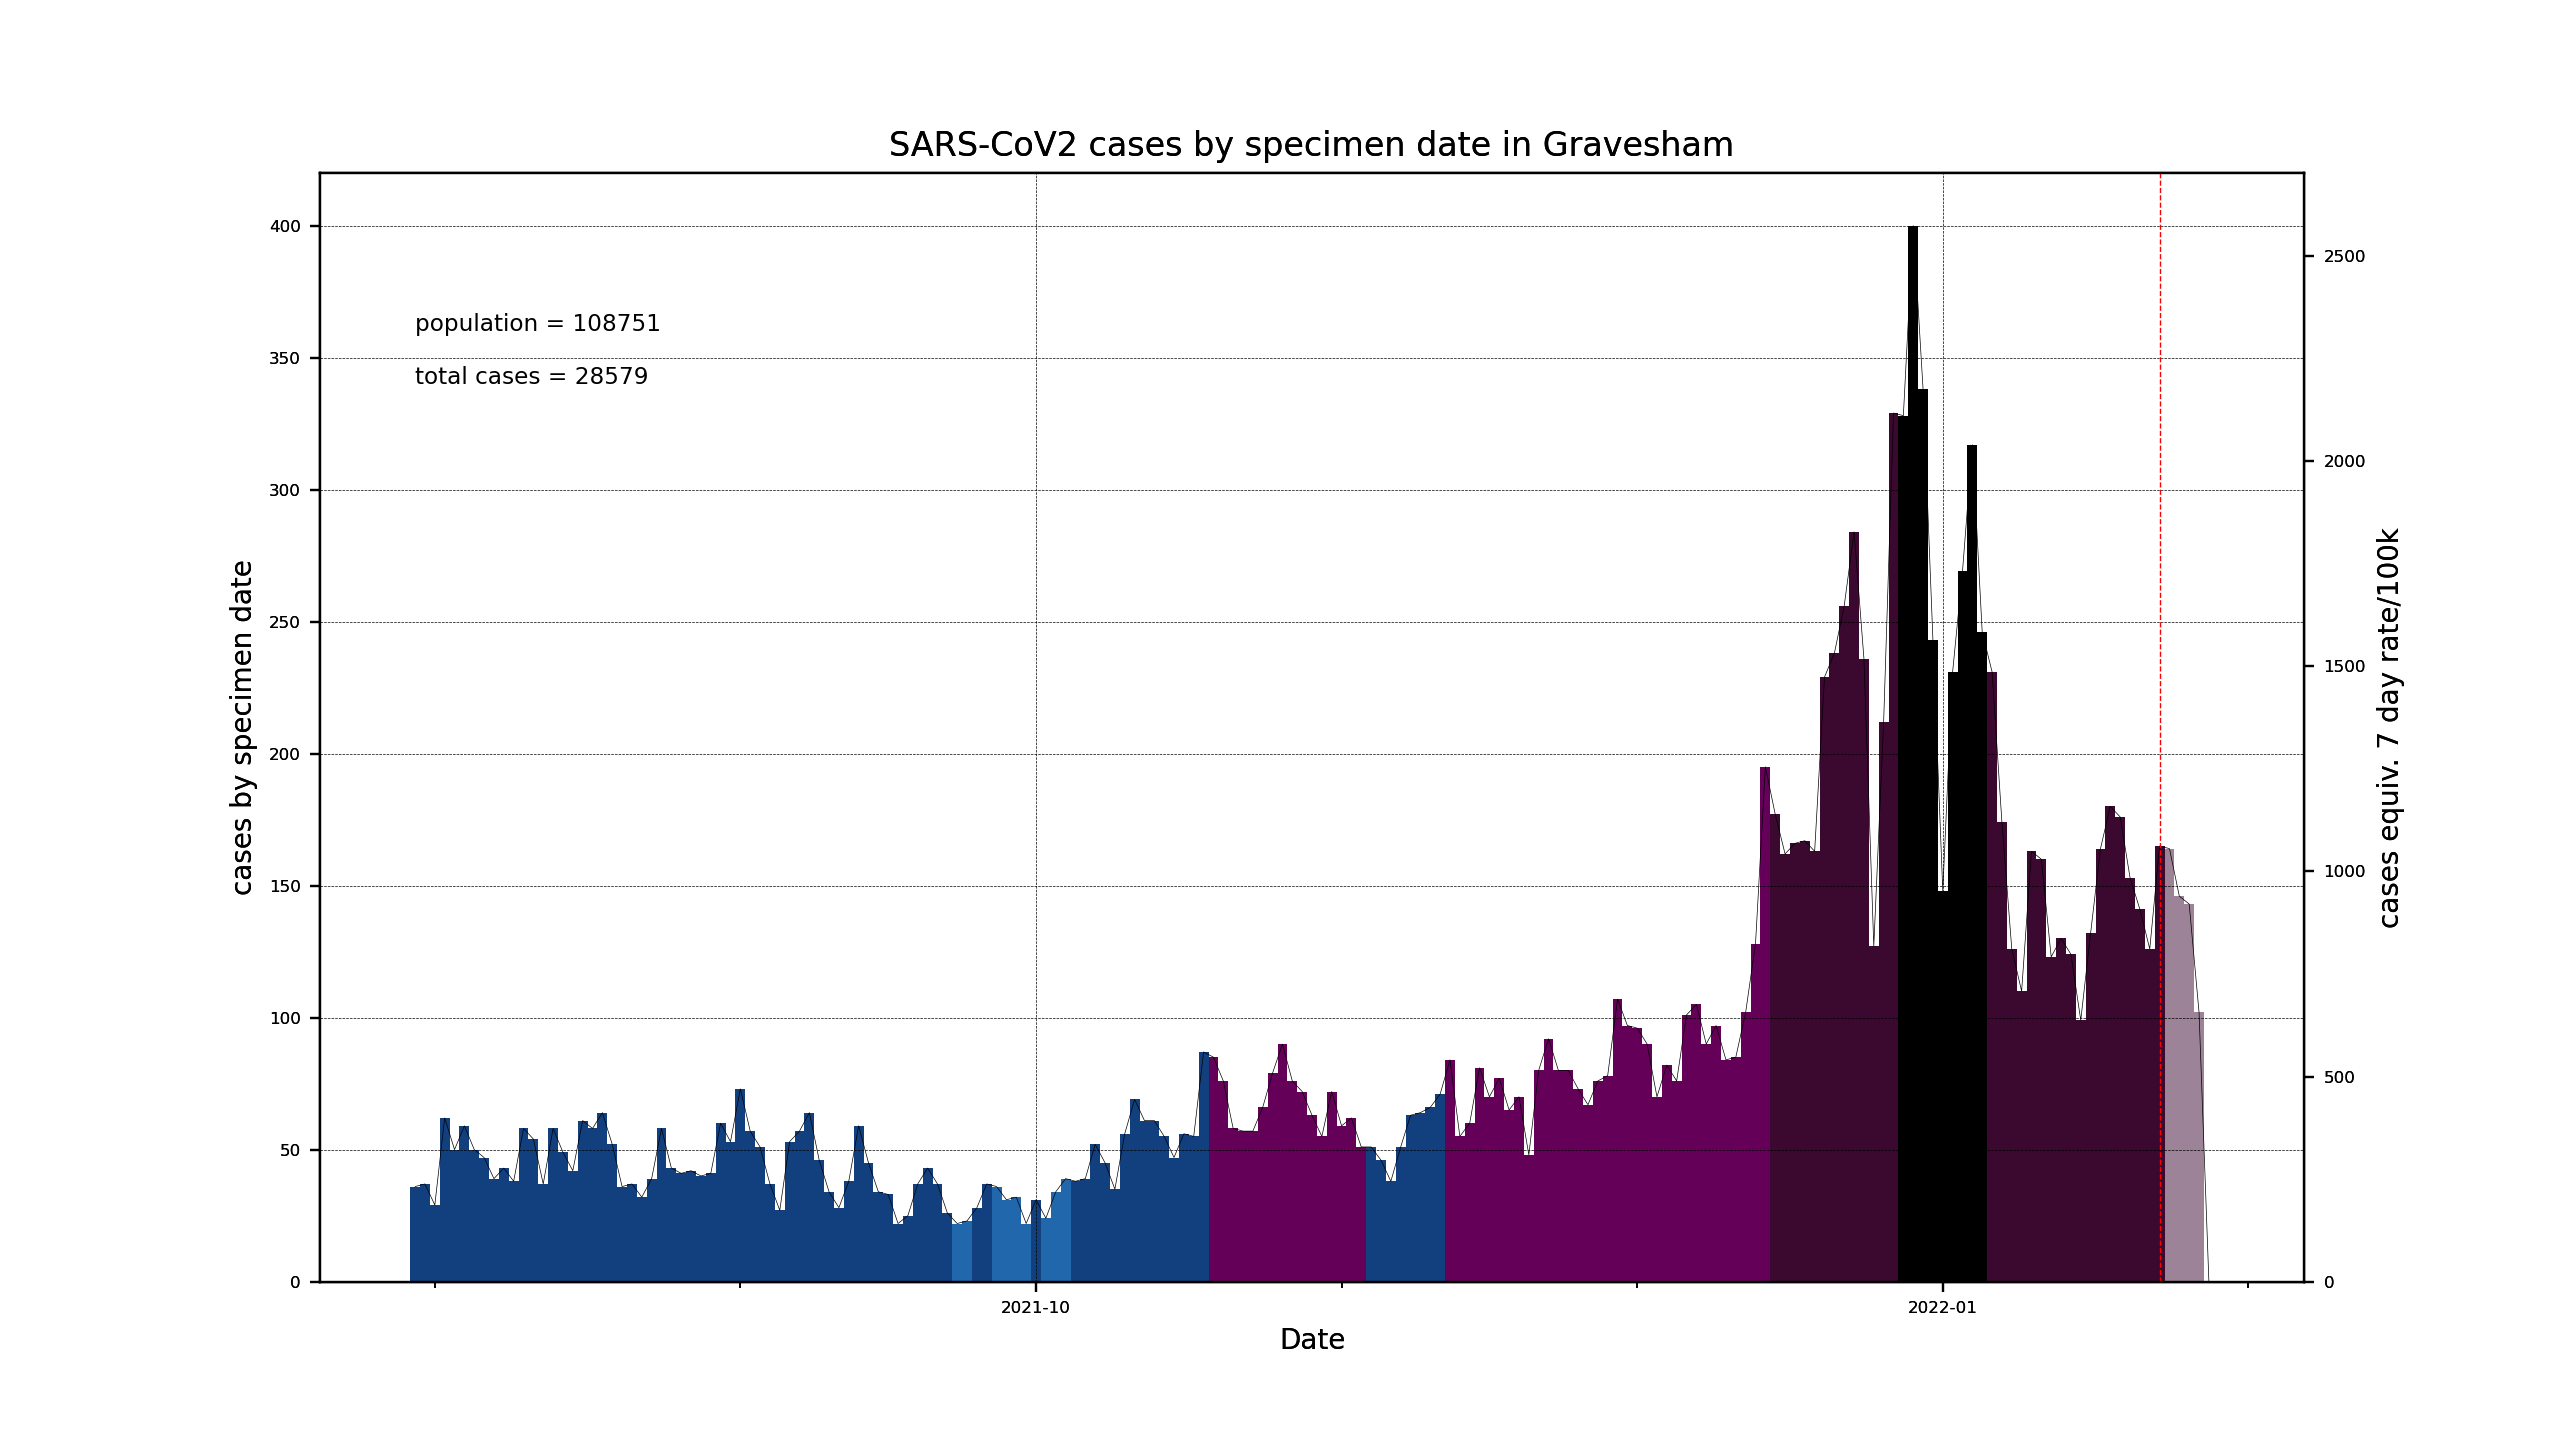 SARS-CoV2 cases by specimen date in Gravesham
population = 108751
total cases = 28579
cases by specimen date
400
350
300
250
200
150
100
50
0
2500
2000
1500
1000
500
0
cases equiv. 7 day rate/100k
2021-10
2022-01
Date